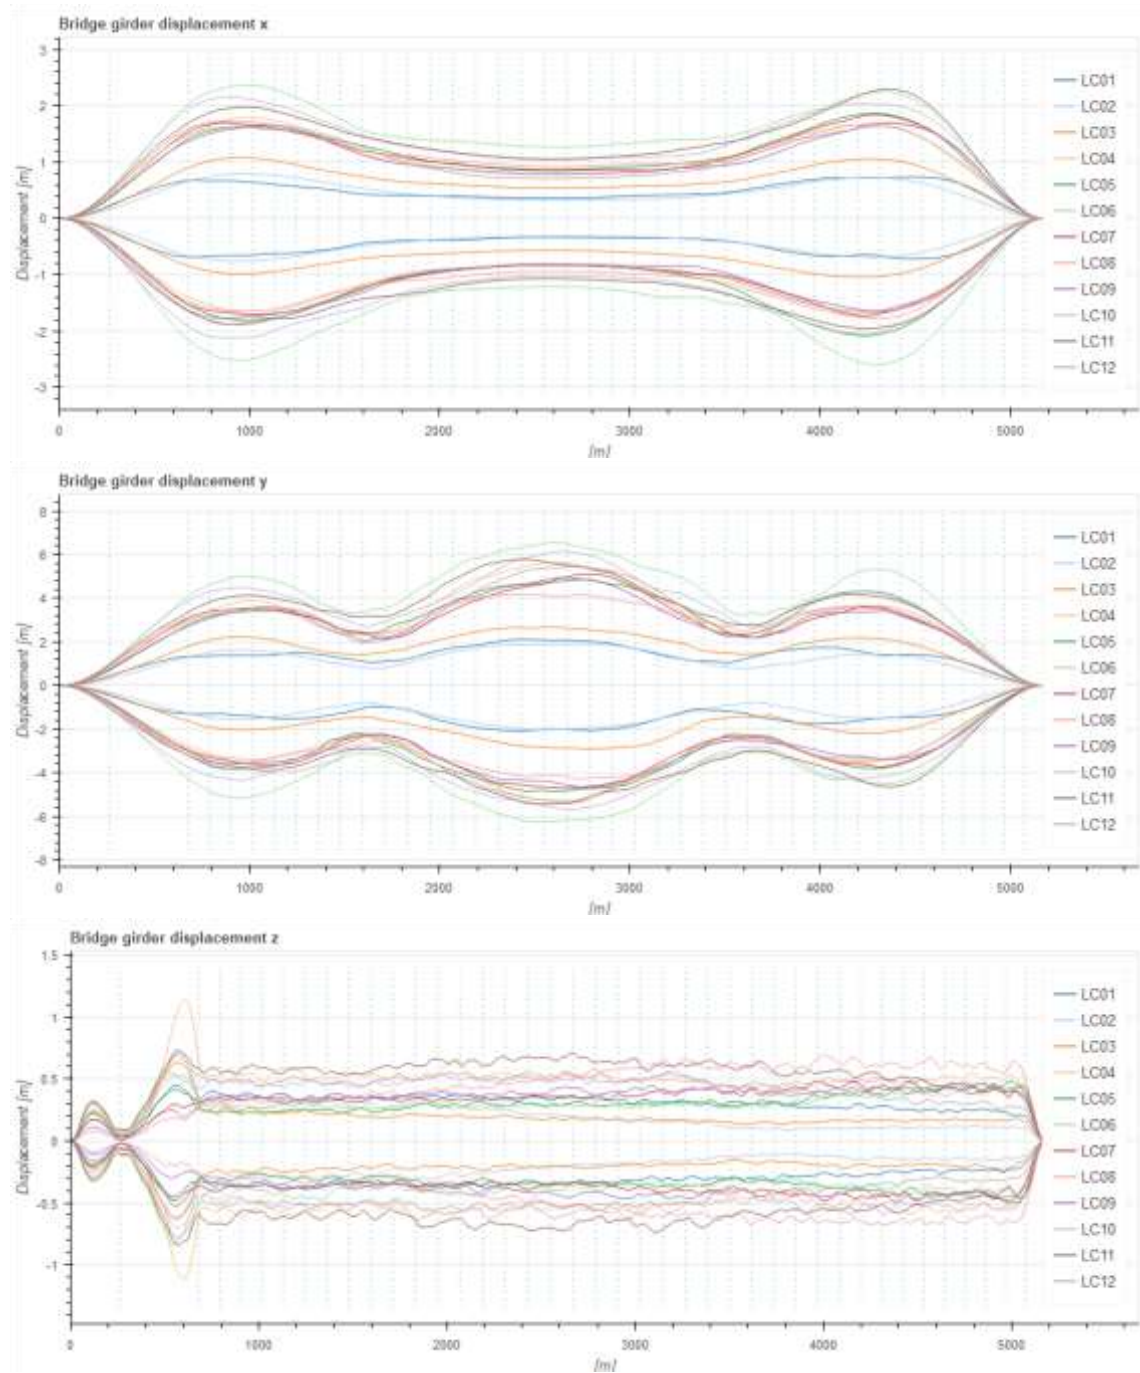 Bridge girder displacement x
3
2
1
0
-1
-2
-3
Displacement [m]
0 1000 2000 3000 4000 5000
[m]
LC01
LC02
LC03
LC04
LC05
LC06
LC07
LC08
LC09
LC10
LC11
LC12
Bridge girder displacement y
8
6
4
2
0
-2
-4
-6
-8
Displacement [m]
0 1000 2000 3000 4000 5000
[m]
LC01
LC02
LC03
LC04
LC05
LC06
LC07
LC08
LC09
LC10
LC11
LC12
Bridge girder displacement z
1.5
1
0.5
0
-0.5
-1
Displacement [m]
0 1000 2000 3000 4000 5000
[m]
LC01
LC02
LC03
LC04
LC05
LC06
LC07
LC08
LC09
LC10
LC11
LC12